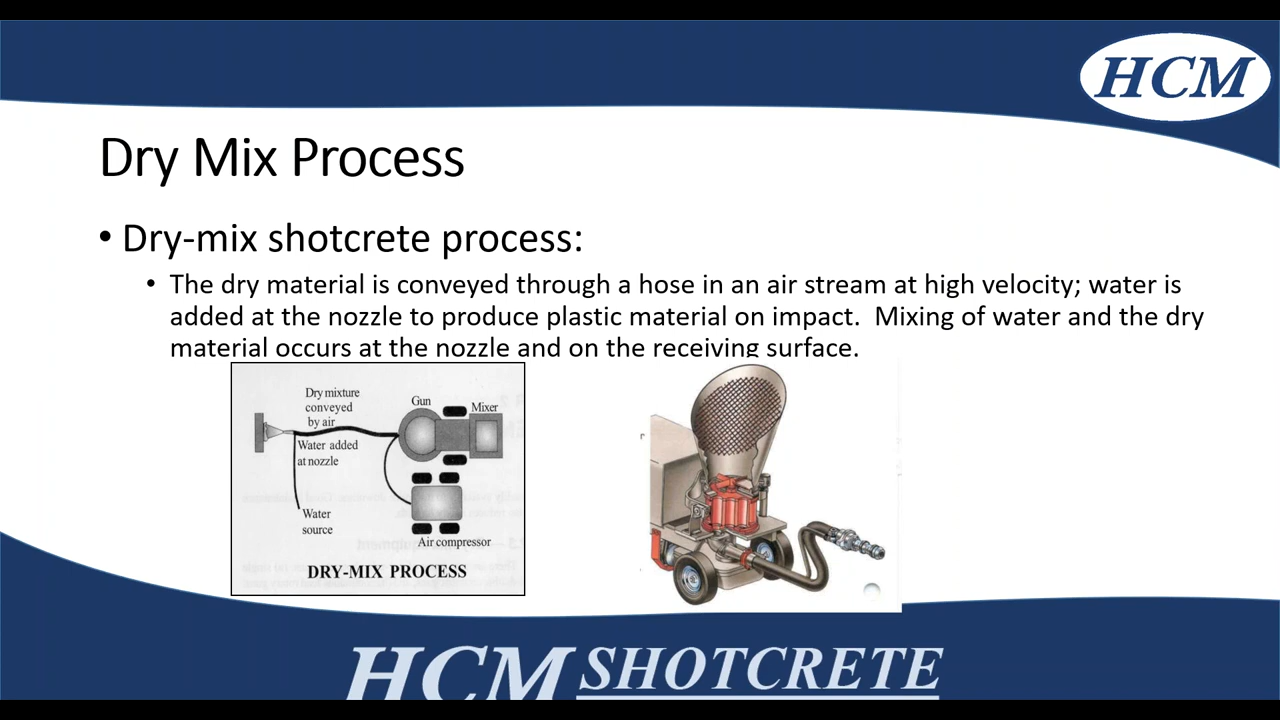 HCM
Dry Mix Process
• Dry-mix shotcrete process:
• The dry material is conveyed through a hose in an air stream at high velocity; water is
added at the nozzle to produce plastic material on impact.  Mixing of water and the dry
material occurs at the nozzle and on the receiving surface.
Dry mixture
conveyed
by air
Gun
Mixer
Water added
at nozzle
Water
source
Air compressor
DRY-MIX PROCESS
HCM SHOTCRETE